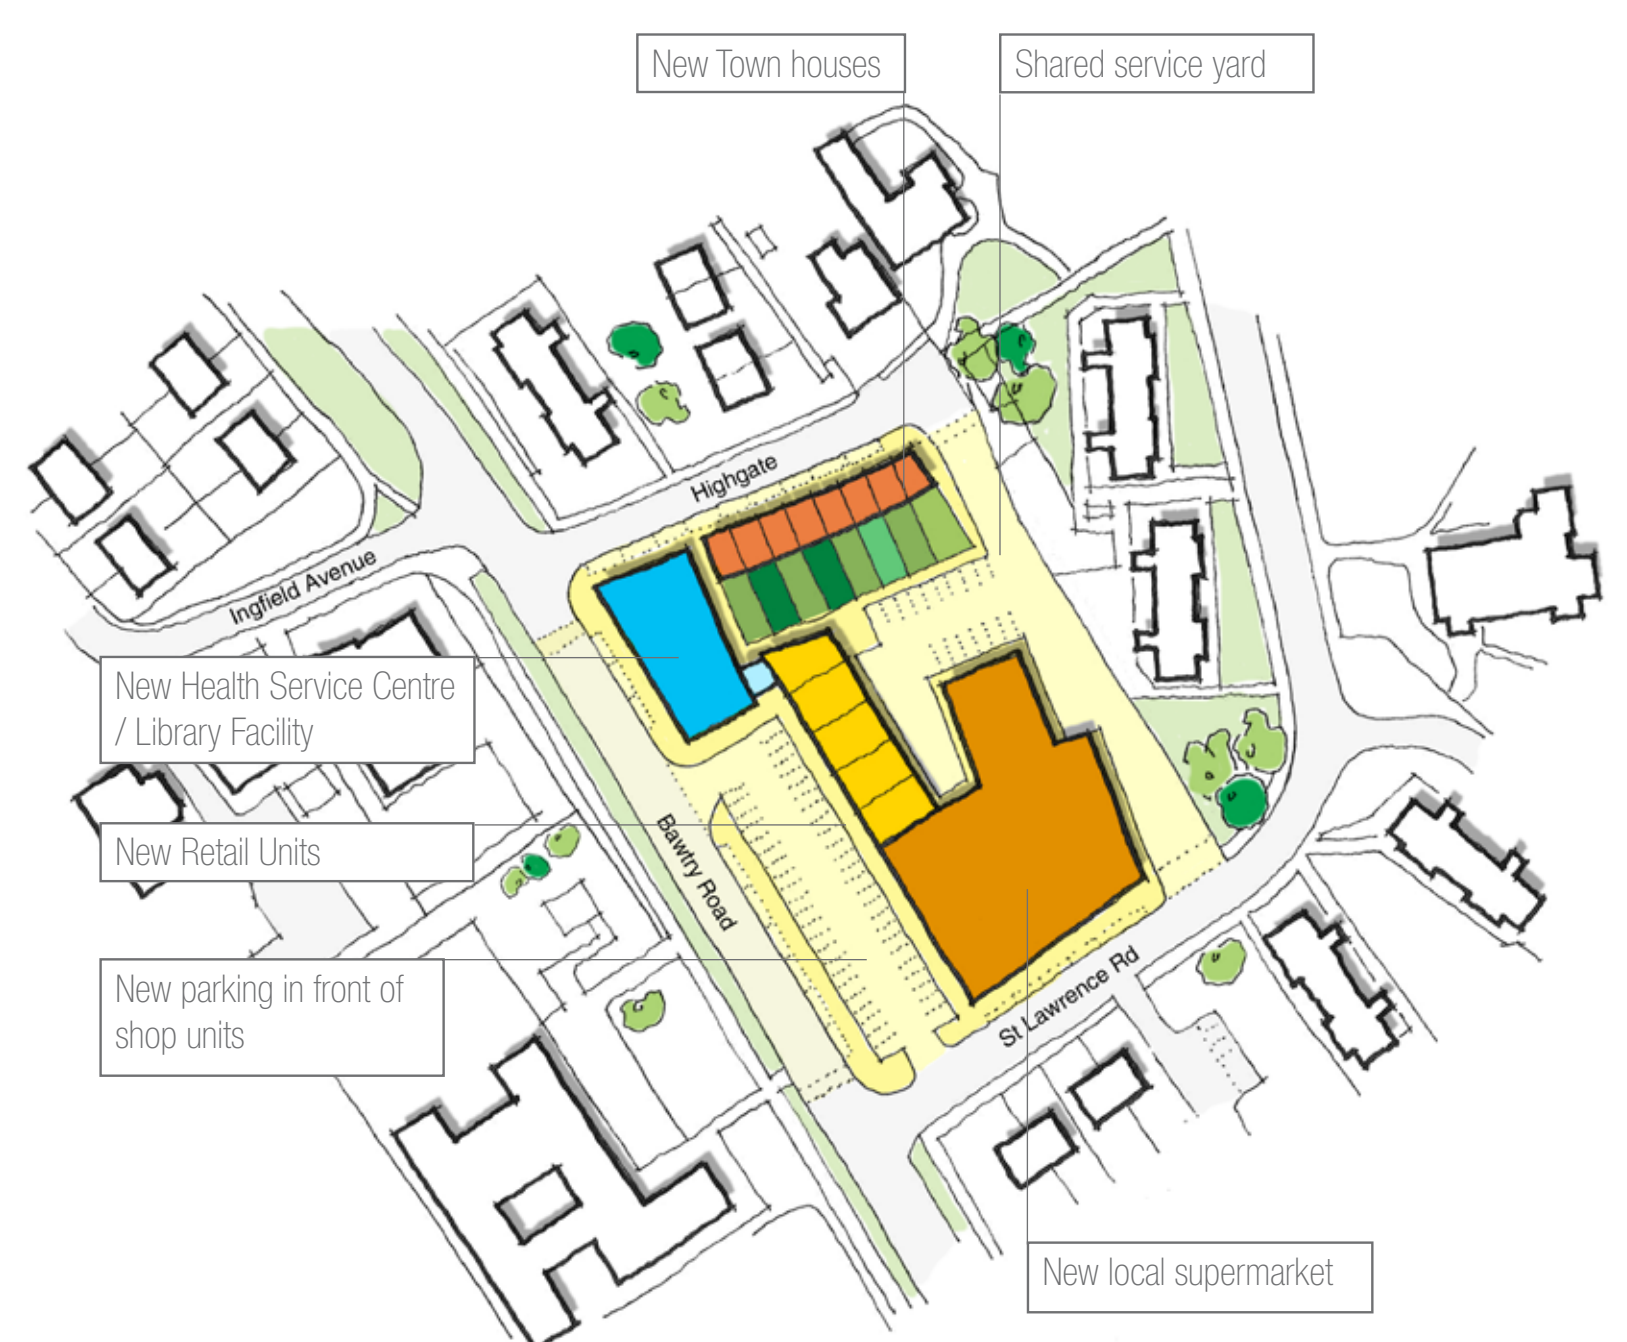 New Town houses
Shared service yard
Highgate
Ingfield Avenue
New Health Service Centre
/ Library Facility
New Retail Units
Bawtry Road
New parking in front of
shop units
St Lawrence Rd
New local supermarket